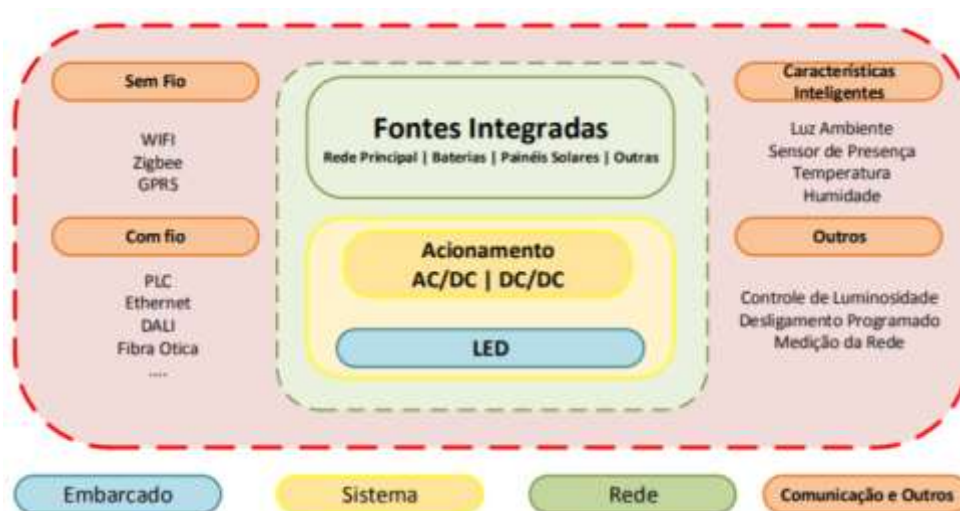 Sem Fio
WIFI
Zigbee
GPRS
Com fio
PLC
Ethernet
DALI
Fibra Otica
....
Fontes Integradas
Rede Principal | Baterias | Painéis Solares | Outras
Acionamento
AC/DC | DC/DC
LED
Características
Inteligentes
Luz Ambiente
Sensor de Presença
Temperatura
Humidade
Outros
Controle de Luminosidade
Desligamento Programado
Medição da Rede
Embarcado
Sistema
Rede
Comunicação e Outros